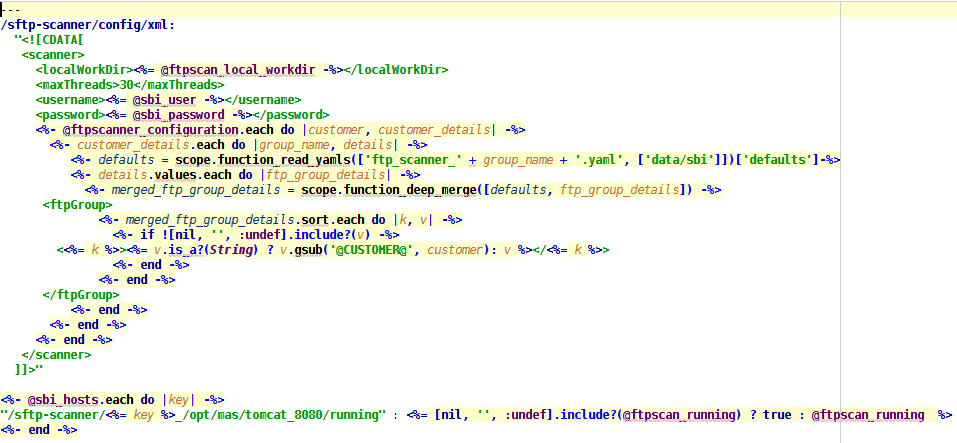 ---
/sftp-scanner/config/xml:
"<![CDATA[
<scanner>
<localWorkDir><%= @ftpscan_local_workdir -%></localWorkDir>
<maxThreads>30</maxThreads>
<username><%= @sbi_user -%></username>
<password><%= @sbi_password -%></password>
<%- @ftpscanner_configuration.each do |customer, customer_details| -%>
<%- customer_details.each do |group_name, details| -%>
<%- defaults = scope.function_read_yamls(['ftp_scanner_' + group_name + '.yaml', ['data/sbi']])['defaults']-%>
<%- details.values.each do |ftp_group_details| -%>
<%- merged_ftp_group_details = scope.function_deep_merge([defaults, ftp_group_details]) -%>
<ftpGroup>
<%- merged_ftp_group_details.sort.each do |k, v| -%>
<%- if ![nil, '', :undef].include?(v) -%>
<<%= k %>><%= v.is_a?(String) ? v.gsub('@CUSTOMER@', customer): v %></<%= k %>>
<%- end -%>
<%- end -%>
</ftpGroup>
<%- end -%>
<%- end -%>
<%- end -%>
</scanner>
]]>"
<%- @sbi_hosts.each do |key| -%>
"/sftp-scanner/<%= key %>_/opt/mas/tomcat_8080/running" : <%= [nil, '', :undef].include?(@ftpscan_running) ? true : @ftpscan_running %>
<%- end -%>